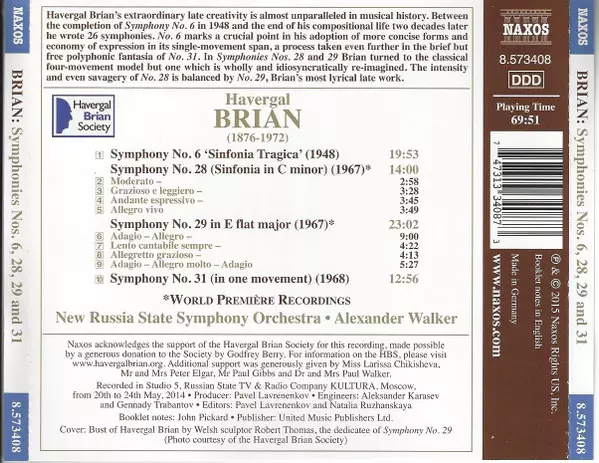 NAXOS
BRIAN: Symphonies Nos. 6, 28, 29 and 31
8.573408
Havergal Brian's extraordinary late creativity is almost unparalleled in musical history. Between
the completion of Symphony No. 6 in 1948 and the end of his compositional life two decades later
he wrote 26 symphonies. No. 6 marks a crucial point in his adoption of more concise forms and
economy of expression in its single-movement span, a process taken even further in the brief but
free polyphonic fantasia of No. 31. In Symphonies Nos. 28 and 29 Brian turned to the classical
four-movement model but one which is wholly and idiosyncratically re-imagined. The intensity
and even savagery of No. 28 is balanced by No. 29, Brian's most lyrical late work.
Havergal
Brian
Society
Havergal
BRIAN
(1876-1972)
1 Symphony No. 6 'Sinfonia Tragica' (1948) 19:53
Symphony No. 28 (Sinfonia in C minor) (1967)* 14:00
2 Moderato – 2:58
3 Grazioso e leggiero – 3:28
4 Andante espressivo – 3:45
5 Allegro vivo 3:49
Symphony No. 29 in E flat major (1967)* 23:02
6 Adagio – Allegro – 9:00
7 Lento cantabile sempre – 4:22
8 Allegretto grazioso – 4:13
9 Adagio – Allegro molto – Adagio 5:27
10 Symphony No. 31 (in one movement) (1968) 12:56
*WORLD PREMIÈRE RECORDINGS
New Russia State Symphony Orchestra • Alexander Walker
Naxos acknowledges the support of the Havergal Brian Society for this recording, made possible
by a generous donation to the Society by Godfrey Berry. For information on the HBS, please visit
www.havergalbrian.org. Additional support was generously given by Miss Larissa Chikisheva,
Mr and Mrs Peter Elgar, Mr Paul Gibbs and Dr and Mrs Paul Walker.
Recorded in Studio 5, Russian State TV & Radio Company KULTURA, Moscow,
from 20th to 24th May, 2014 • Producer: Pavel Lavrenenkov • Engineers: Aleksander Karasev
and Gennady Trabantov • Editors: Pavel Lavrenenkov and Natalia Ruzhanskaya
Booklet notes: John Pickard • Publisher: United Music Publishers Ltd.
Cover: Bust of Havergal Brian by Welsh sculptor Robert Thomas, the dedicatee of Symphony No. 29
(Photo courtesy of the Havergal Brian Society)
NAXOS
8.573408
DDD
Playing Time
69:51
7 47313 34087 3
www.naxos.com
Made in Germany
Booklet notes in English
℗ & © 2015 Naxos Rights US, Inc.
NAXOS
BRIAN: Symphonies Nos. 6, 28, 29 and 31
8.573408